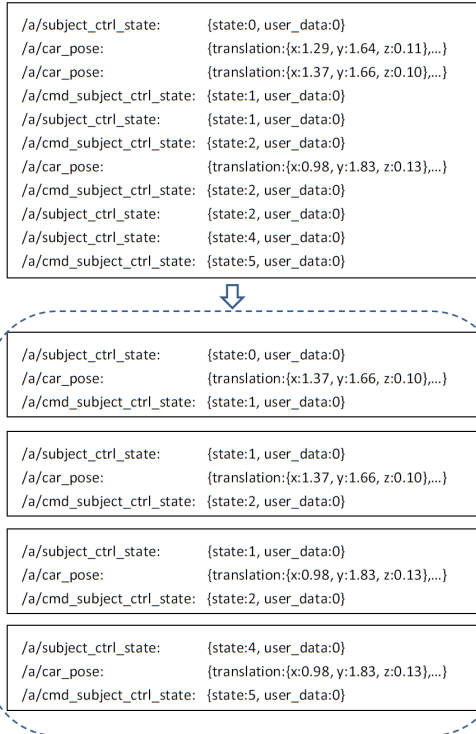 /a/subject_ctrl_state: {state:0, user_data:0}
/a/car_pose: {translation:{x:1.29, y:1.64, z:0.11},...}
/a/car_pose: {translation:{x:1.37, y:1.66, z:0.10},...}
/a/cmd_subject_ctrl_state: {state:1, user_data:0}
/a/subject_ctrl_state: {state:1, user_data:0}
/a/cmd_subject_ctrl_state: {state:2, user_data:0}
/a/car_pose: {translation:{x:0.98, y:1.83, z:0.13},...}
/a/cmd_subject_ctrl_state: {state:2, user_data:0}
/a/subject_ctrl_state: {state:2, user_data:0}
/a/subject_ctrl_state: {state:4, user_data:0}
/a/cmd_subject_ctrl_state: {state:5, user_data:0}
/a/subject_ctrl_state: {state:0, user_data:0}
/a/car_pose: {translation:{x:1.37, y:1.66, z:0.10},...}
/a/cmd_subject_ctrl_state: {state:1, user_data:0}
/a/subject_ctrl_state: {state:1, user_data:0}
/a/car_pose: {translation:{x:1.37, y:1.66, z:0.10},...}
/a/cmd_subject_ctrl_state: {state:2, user_data:0}
/a/subject_ctrl_state: {state:1, user_data:0}
/a/car_pose: {translation:{x:0.98, y:1.83, z:0.13},...}
/a/cmd_subject_ctrl_state: {state:2, user_data:0}
/a/subject_ctrl_state: {state:4, user_data:0}
/a/car_pose: {translation:{x:0.98, y:1.83, z:0.13},...}
/a/cmd_subject_ctrl_state: {state:5, user_data:0}